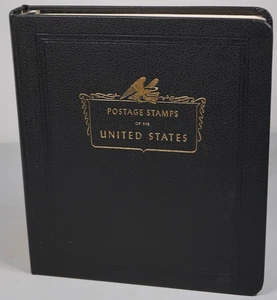 POSTAGE STAMPS
OF THE
UNITED STATES